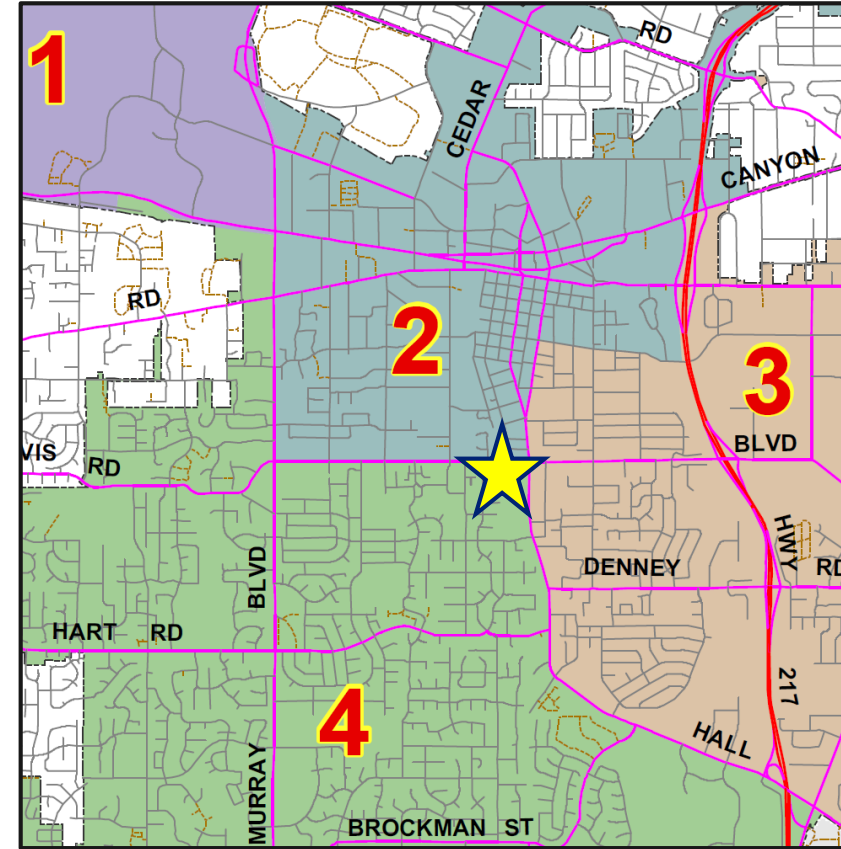 1
RD
CEDAR
CANYON
RD
2
3
BLVD
VIS
RD
HWY
DENNEY
RD
BLVD
HART RD
217
4
HALL
MURRAY
BROCKMAN ST